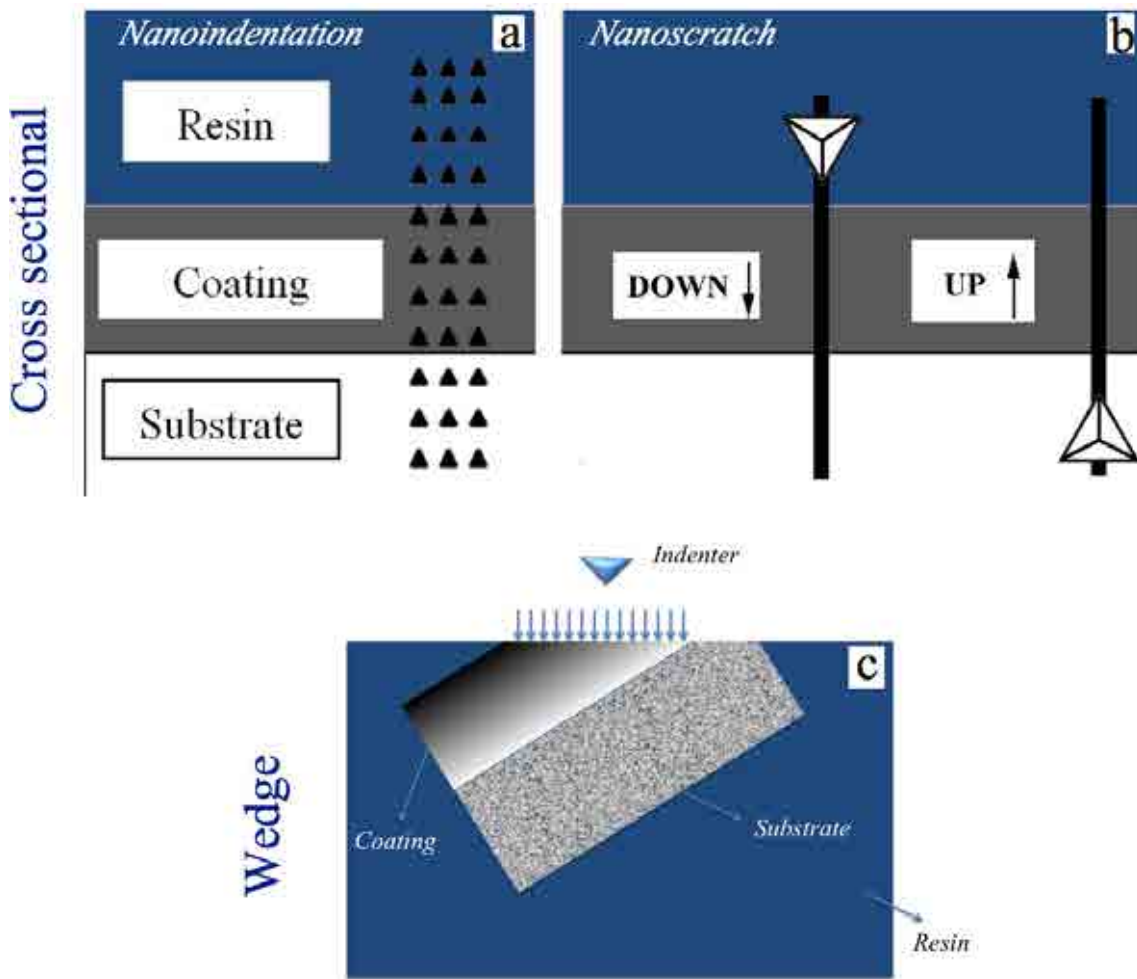 Nanoindentation
a
Nanoscratch
b
Cross sectional
Resin
Coating
DOWN
UP
Substrate
Indenter
c
Wedge
Coating
Substrate
Resin